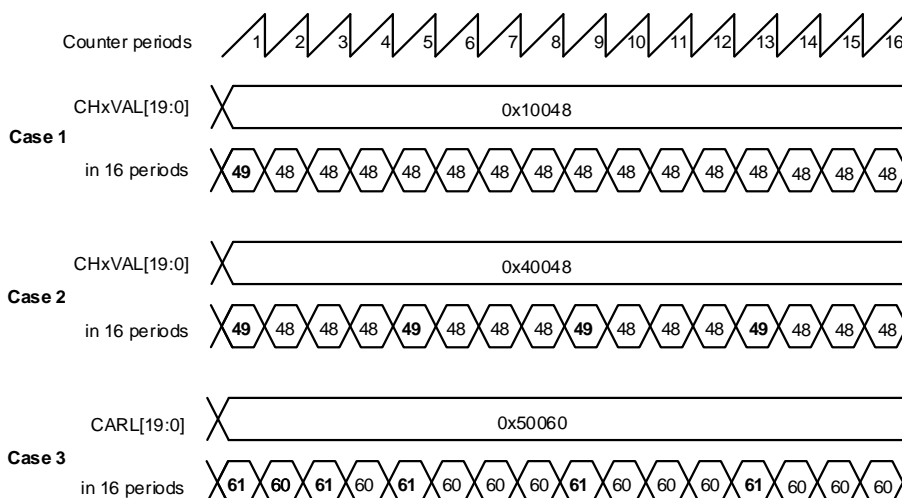 Counter periods 1 2 3 4 5 6 7 8 9 10 11 12 13 14 15 16
CHxVAL[19:0] 0x10048
Case 1
in 16 periods 49 48 48 48 48 48 48 48 48 48 48 48 48 48 48 48
CHxVAL[19:0] 0x40048
Case 2
in 16 periods 49 48 48 48 49 48 48 48 49 48 48 48 49 48 48 48
CARL[19:0] 0x50060
Case 3
in 16 periods 61 60 61 60 61 60 60 60 61 60 60 60 61 60 60 60